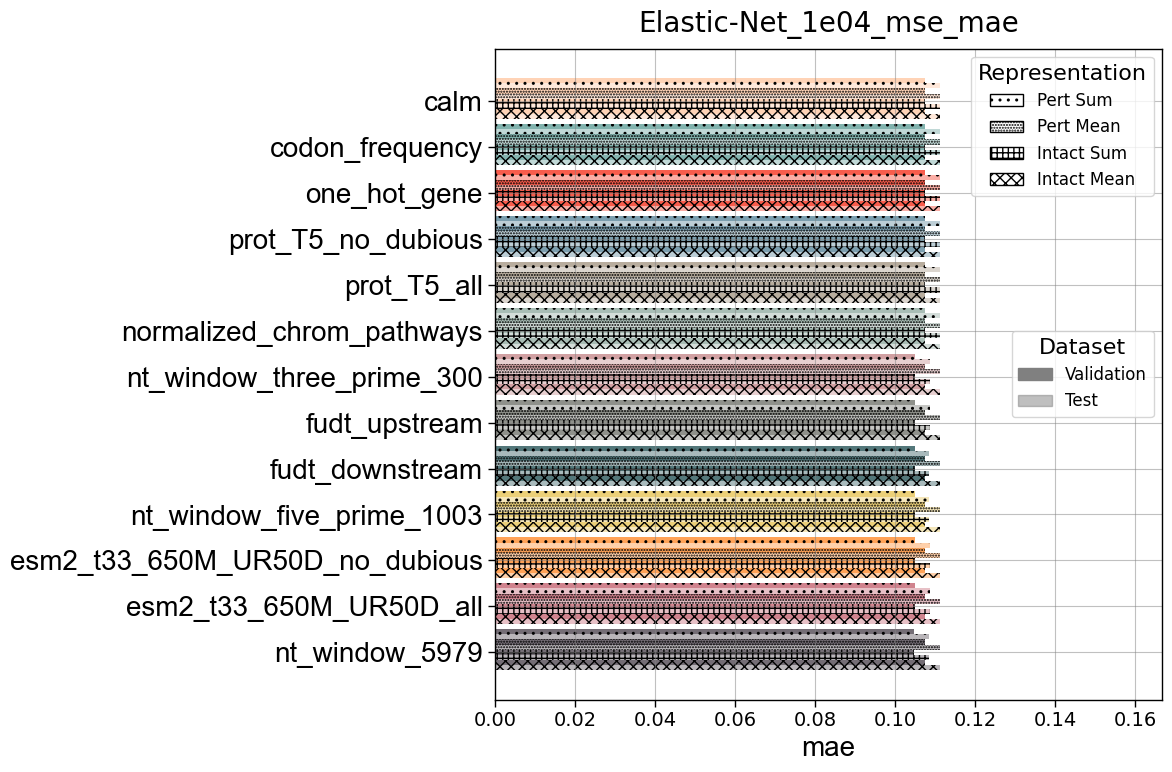 Elastic-Net_1e04_mse_mae
Representation
Pert Sum
Pert Mean
Intact Sum
Intact Mean
Dataset
Validation
Test
calm
codon_frequency
one_hot_gene
prot_T5_no_dubious
prot_T5_all
normalized_chrom_pathways
nt_window_three_prime_300
fudt_upstream
fudt_downstream
nt_window_five_prime_1003
esm2_t33_650M_UR50D_no_dubious
esm2_t33_650M_UR50D_all
nt_window_5979
0.00 0.02 0.04 0.06 0.08 0.10 0.12 0.14 0.16
mae